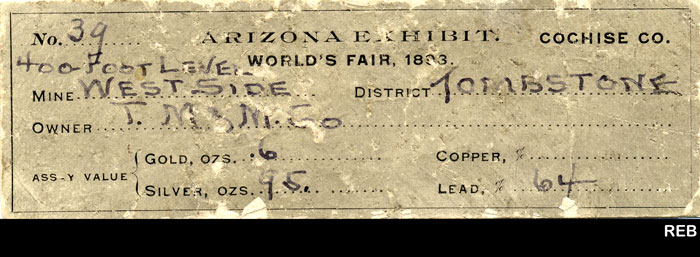 No. 39 ARIZONA EXHIBIT. COCHISE CO.
400 FOOT LEVEL WORLD'S FAIR, 1893.
MINE WEST SIDE DISTRICT TOMBSTONE
OWNER T. M & M. Co
ASS-Y VALUE
GOLD, OZS. .6 COPPER, %
SILVER, OZS. 95. LEAD, % 64
REB